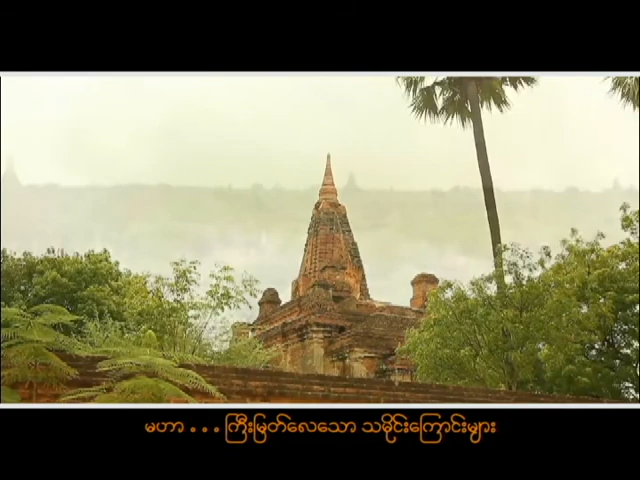 မဟာ . . . ကြီးမြတ်လေသော သမိုင်းကြောင်းများ